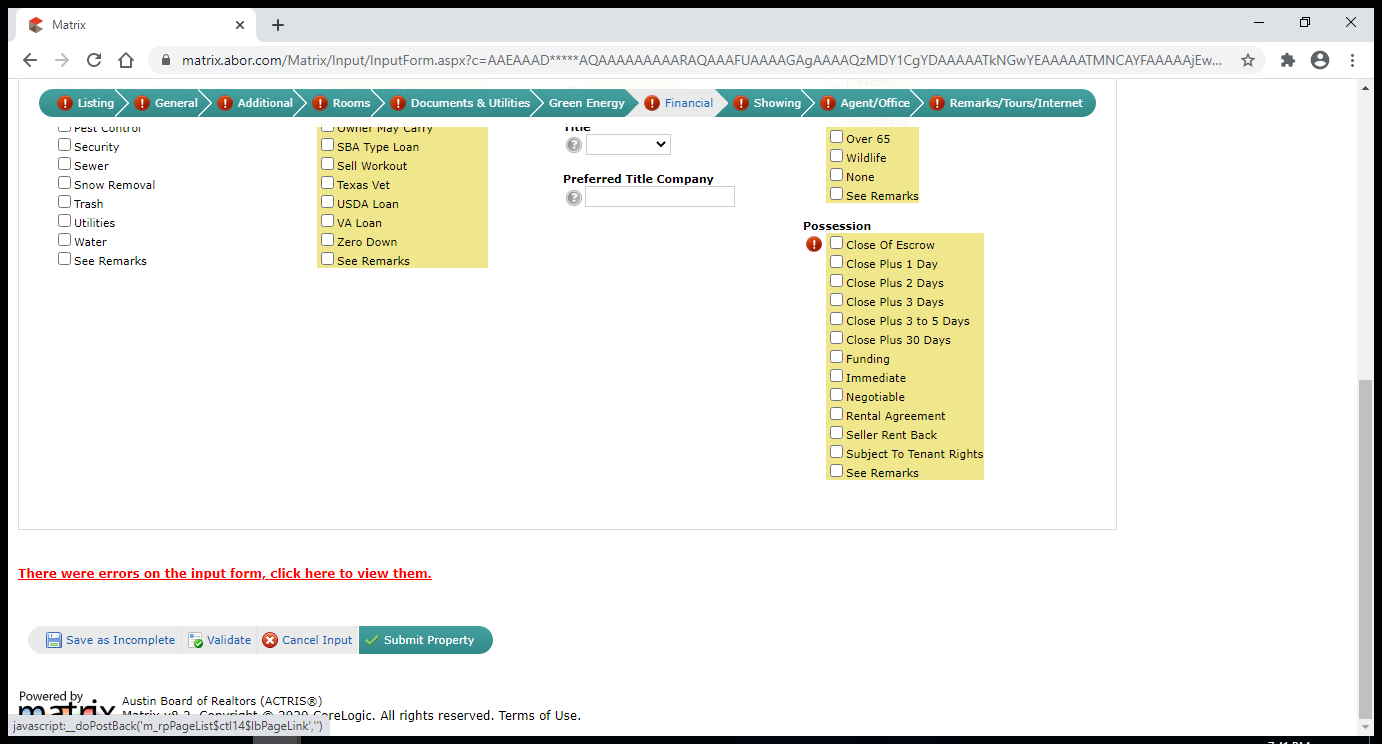 Matrix
matrix.abor.com/Matrix/Input/InputForm.aspx?c=AAEAAAD*****AQAAAAAAAAARAQAAAFUAAAAGAgAAAAQzMDY1CgYDAAAAATkNGwYEAAAAATMNCAYFAAAAAjEw...
Listing
General
Additional
Rooms
Documents & Utilities
Green Energy
Financial
Showing
Agent/Office
Remarks/Tours/Internet
Pest Control
Security
Sewer
Snow Removal
Trash
Utilities
Water
See Remarks
Owner May Carry
SBA Type Loan
Sell Workout
Texas Vet
USDA Loan
VA Loan
Zero Down
See Remarks
Title
Preferred Title Company
Over 65
Wildlife
None
See Remarks
Possession
Close Of Escrow
Close Plus 1 Day
Close Plus 2 Days
Close Plus 3 Days
Close Plus 3 to 5 Days
Close Plus 30 Days
Funding
Immediate
Negotiable
Rental Agreement
Seller Rent Back
Subject To Tenant Rights
See Remarks
There were errors on the input form, click here to view them.
Save as Incomplete
Validate
Cancel Input
Submit Property
Powered by
matrix
Austin Board of Realtors (ACTRIS®)
Matrix v8.2, Copyright © 2020 CoreLogic. All rights reserved. Terms of Use.
javascript:__doPostBack('m_rpPageList$ctl14$lbPageLink','')
7:41 PM